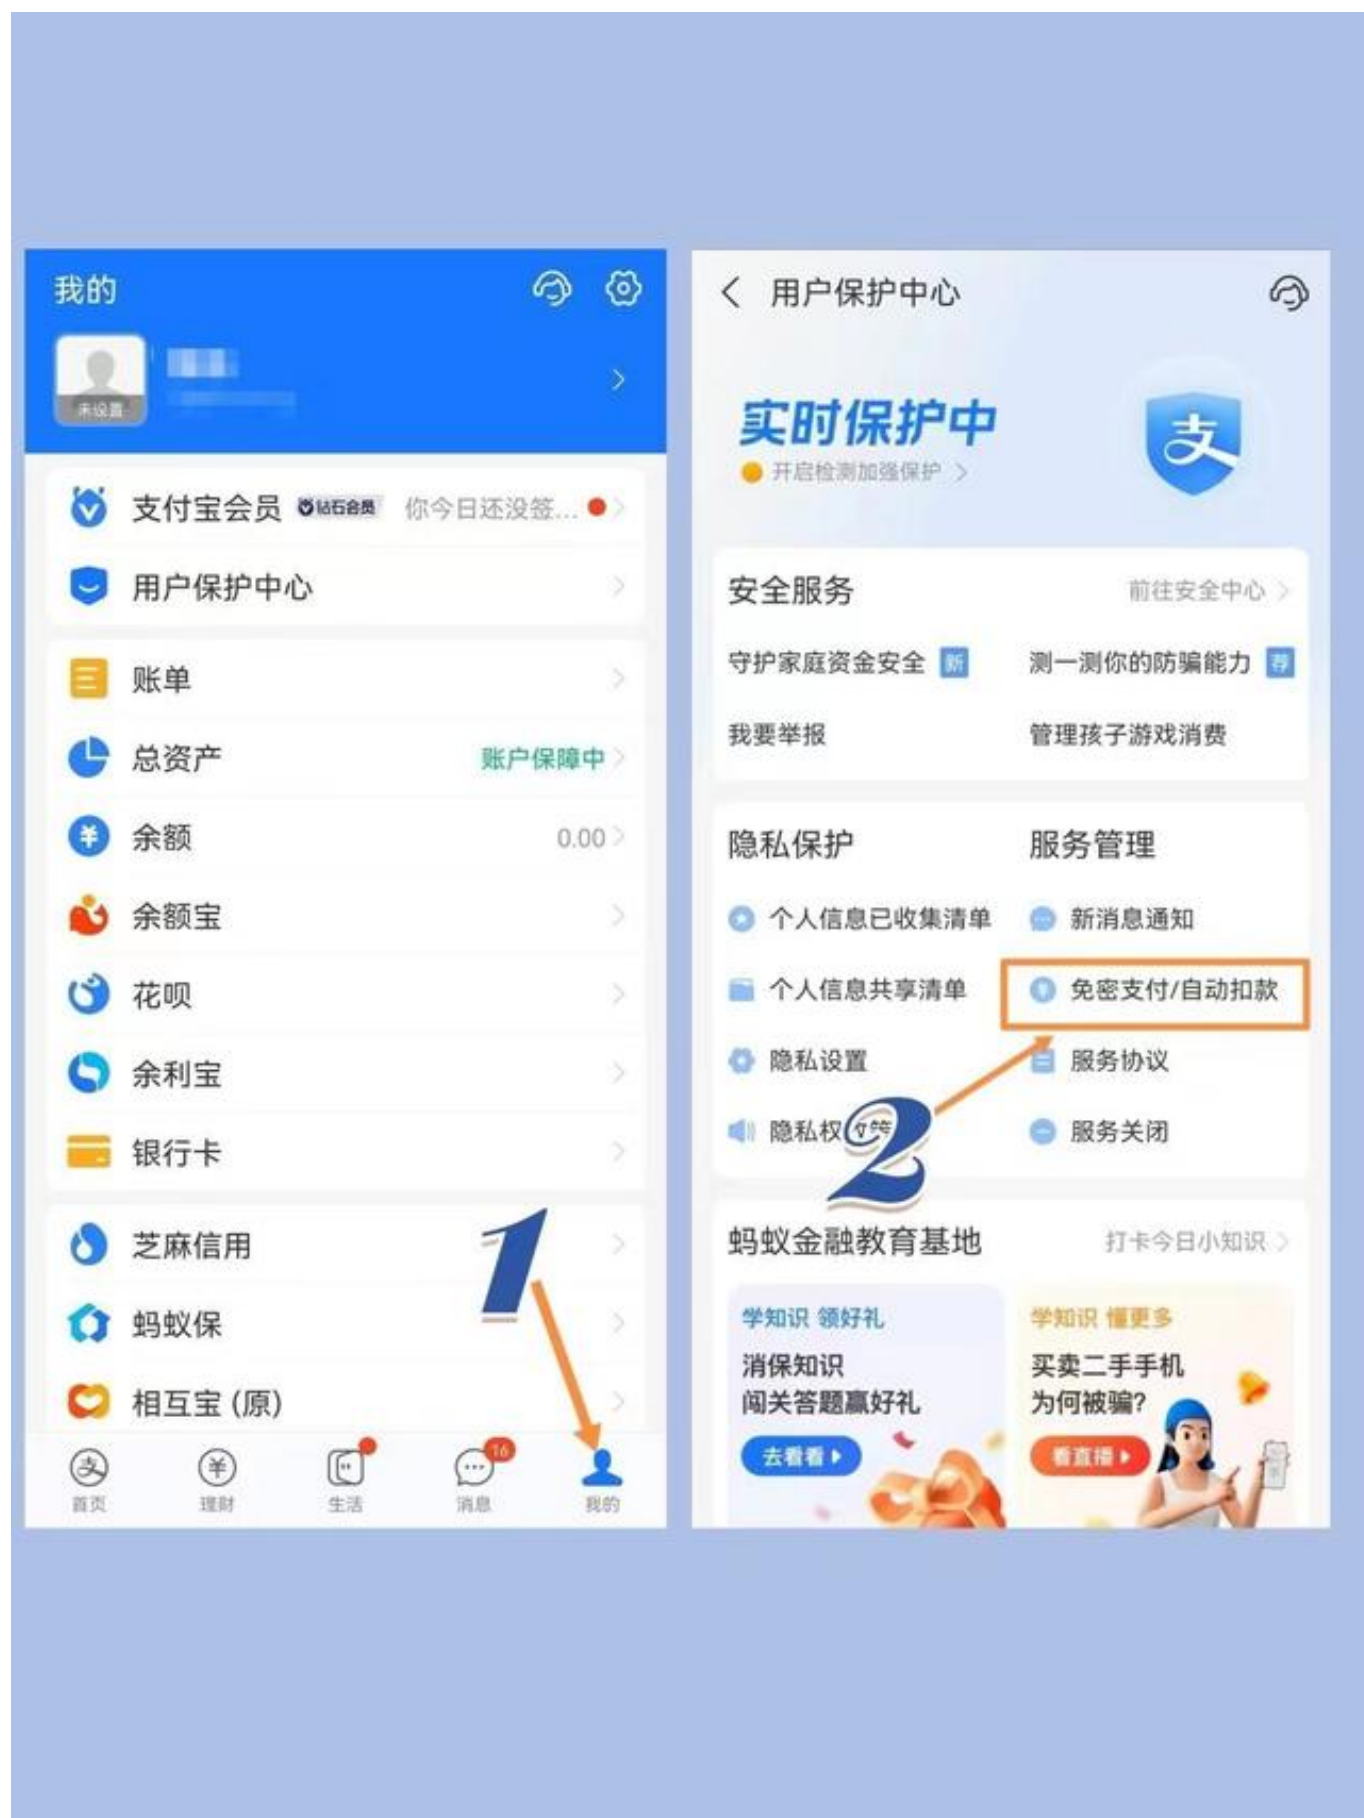 我的
未设置
支付宝会员 钻石会员 你今日还没签...
用户保护中心
账单
总资产 账户保障中
余额 0.00
余额宝
花呗
余利宝
银行卡
芝麻信用
蚂蚁保
相互宝 (原)
1
首页 理财 生活 消息 16 我的
用户保护中心
实时保护中
开启检测加强保护
支
安全服务 前往安全中心
守护家庭资金安全 新 测一测你的防骗能力 荐
我要举报 管理孩子游戏消费
隐私保护 服务管理
个人信息已收集清单 新消息通知
个人信息共享清单 免密支付/自动扣款
隐私设置 服务协议
隐私权 服务关闭
2
蚂蚁金融教育基地 打卡今日小知识
学知识 领好礼
消保知识
闯关答题赢好礼
去看看
学知识 懂更多
买卖二手手机
为何被骗?
看直播